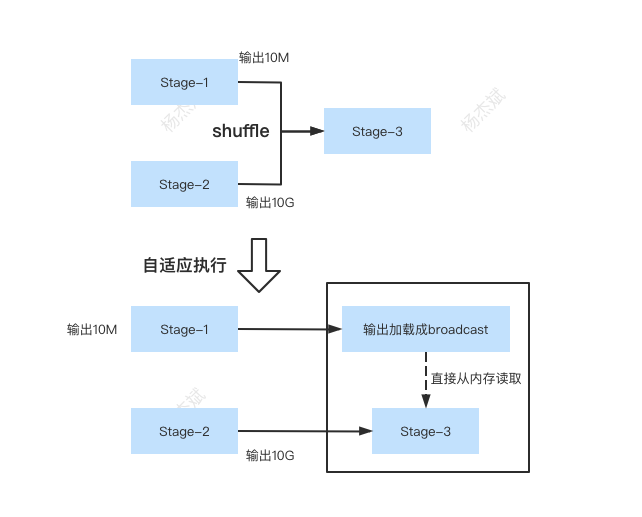 输出10M
Stage-1
杨杰斌
杨杰斌
shuffle
Stage-3
Stage-2
输出10G
自适应执行
输出10M
Stage-1
输出加载成broadcast
直接从内存读取
杰斌
Stage-2
Stage-3
输出10G